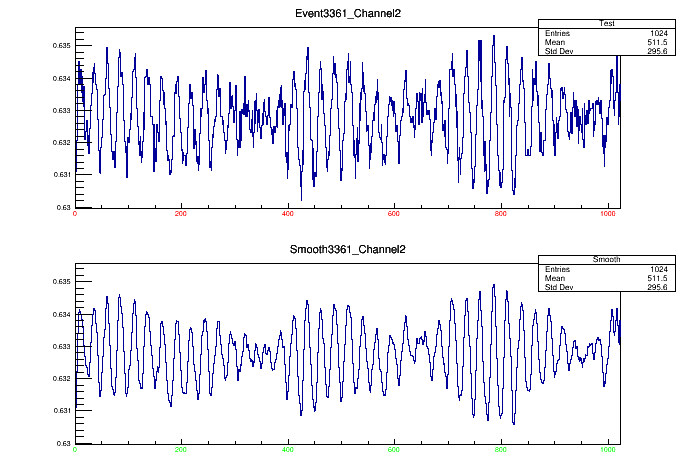 Event3361_Channel2
Test
Entries 1024
Mean 511.5
Std Dev 295.6
0.635
0.634
0.633
0.632
0.631
0.63
0 200 400 600 800 1000
Smooth3361_Channel2
Smooth
Entries 1024
Mean 511.5
Std Dev 295.6
0.635
0.634
0.633
0.632
0.631
0.63
0 200 400 600 800 1000